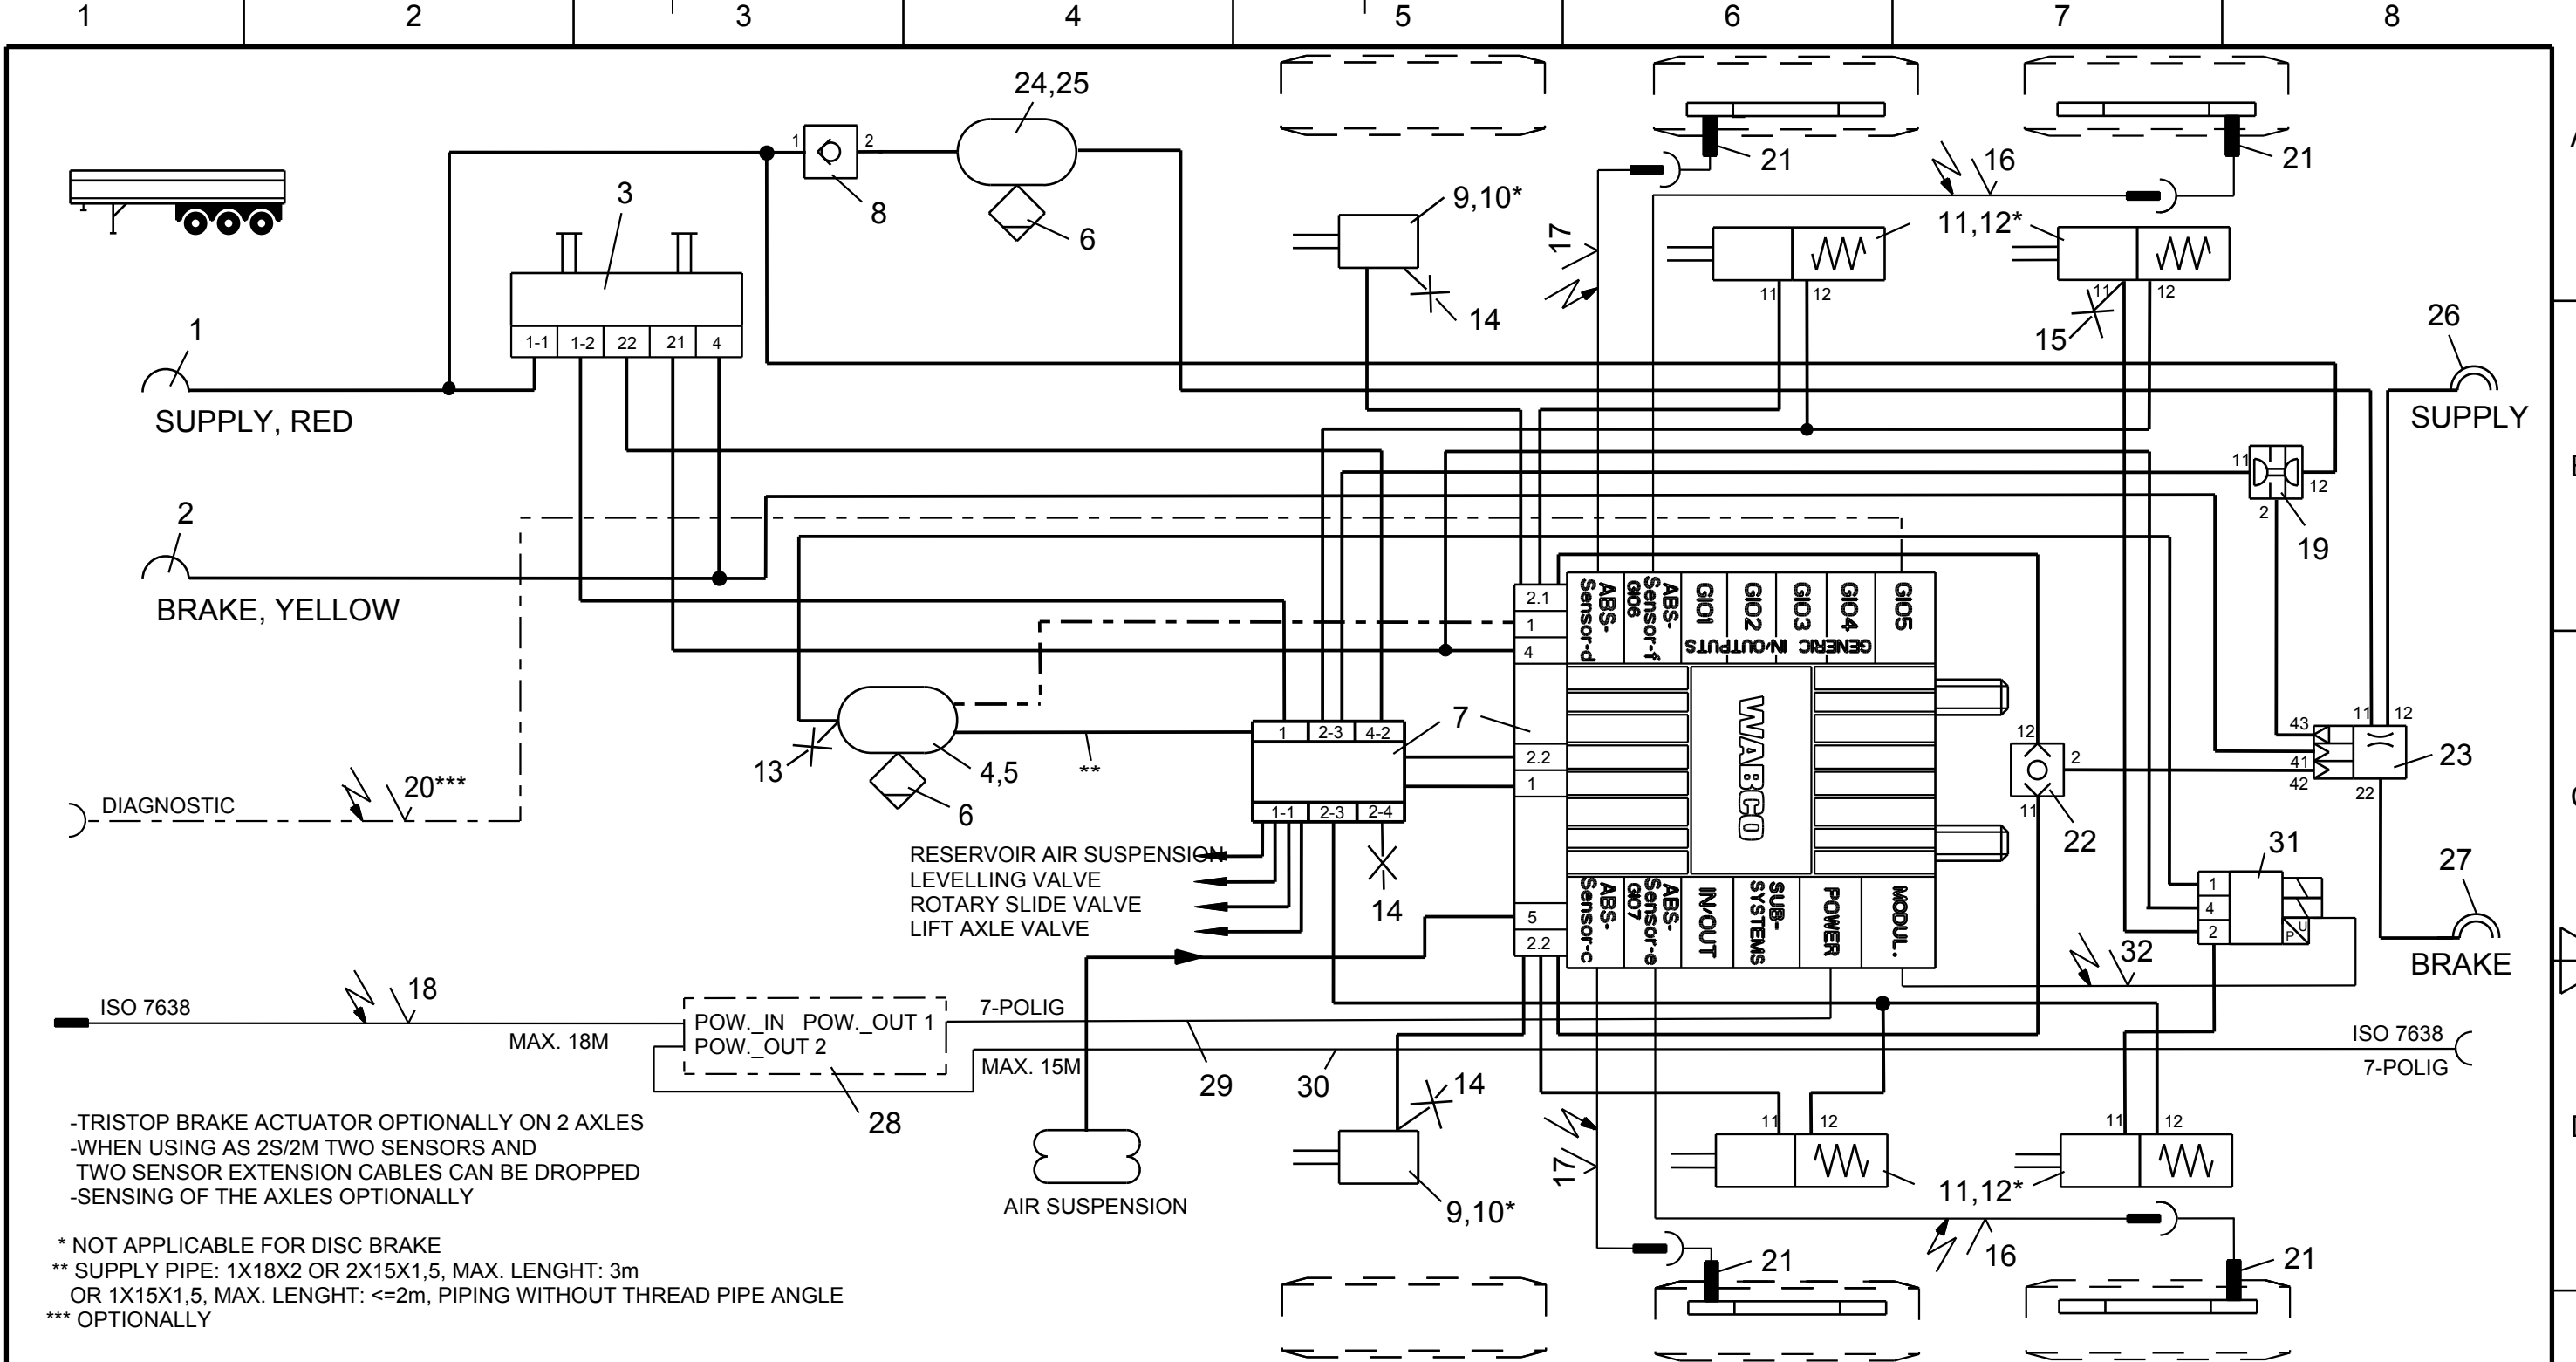 1 2 3 4 5 6 7 8
24,25
1 2
8
6
3
9,10*
14
17
21
16
21
11,12*
11 12
11 12
15
1
1-1 1-2 22 21 4
SUPPLY, RED
26
SUPPLY
11
12
2
19
2
BRAKE, YELLOW
2.1
1
4
2.2
1
5
2.2
ABS-
Sensor-d
ABS-
Sensor-f
GIO6
GIO1
GIO2
GIO3
GIO4
GIO5
GENERIC IN/OUTPUTS
WABCO
ABS-
Sensor-c
ABS-
Sensor-e
GIO7
IN/OUT
SUB-
SYSTEMS
POWER
MODUL.
7
1 2-3 4-2
1-1 2-3 2-4
14
13
4,5
6
**
12
2
11
22
11 12
43
41
42
22
23
31
1
4
2
P U
27
BRAKE
32
DIAGNOSTIC
20***
RESERVOIR AIR SUSPENSION
LEVELLING VALVE
ROTARY SLIDE VALVE
LIFT AXLE VALVE
ISO 7638
18
MAX. 18M
POW._IN POW._OUT 1
POW._OUT 2
28
7-POLIG
MAX. 15M
29
30
ISO 7638
7-POLIG
AIR SUSPENSION
14
9,10*
17
11 12
11 12
11,12*
16
21
21
-TRISTOP BRAKE ACTUATOR OPTIONALLY ON 2 AXLES
-WHEN USING AS 2S/2M TWO SENSORS AND
TWO SENSOR EXTENSION CABLES CAN BE DROPPED
-SENSING OF THE AXLES OPTIONALLY
* NOT APPLICABLE FOR DISC BRAKE
** SUPPLY PIPE: 1X18X2 OR 2X15X1,5, MAX. LENGHT: 3m
OR 1X15X1,5, MAX. LENGHT: <=2m, PIPING WITHOUT THREAD PIPE ANGLE
*** OPTIONALLY